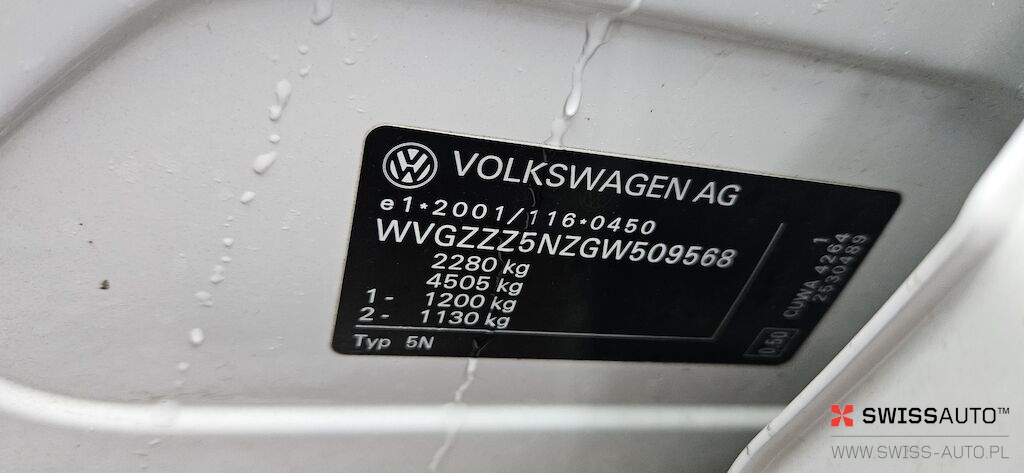 VOLKSWAGEN AG
e1*2001/116*0450
WVGZZZ5NZGW509568
2280 kg
4505 kg
1- 1200 kg
2- 1130 kg
Typ 5N
1
CUWA 4264
2530489
0.50
SWISSAUTO™
WWW.SWISS-AUTO.PL